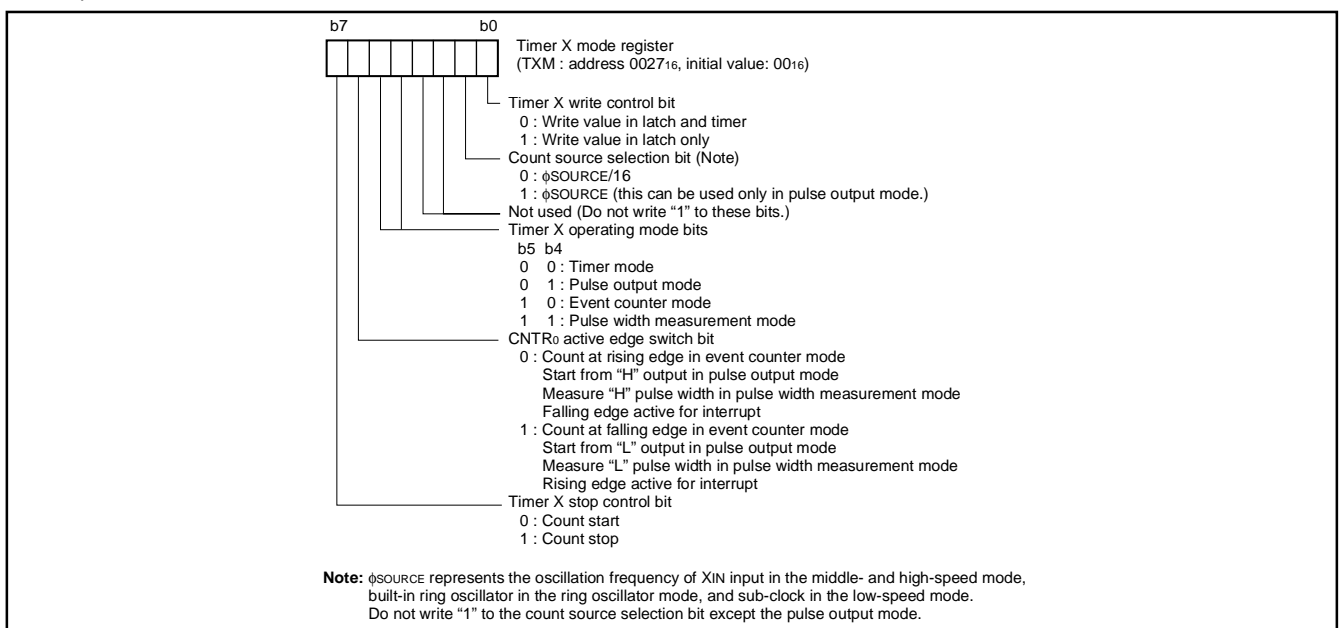 b7 b0
Timer X mode register
(TXM : address 002716, initial value: 0016)
Timer X write control bit
0 : Write value in latch and timer
1 : Write value in latch only
Count source selection bit (Note)
0 : ϕSOURCE/16
1 : ϕSOURCE (this can be used only in pulse output mode.)
Not used (Do not write “1” to these bits.)
Timer X operating mode bits
b5 b4
0 0 : Timer mode
0 1 : Pulse output mode
1 0 : Event counter mode
1 1 : Pulse width measurement mode
CNTR0 active edge switch bit
0 : Count at rising edge in event counter mode
Start from “H” output in pulse output mode
Measure “H” pulse width in pulse width measurement mode
Falling edge active for interrupt
1 : Count at falling edge in event counter mode
Start from “L” output in pulse output mode
Measure “L” pulse width in pulse width measurement mode
Rising edge active for interrupt
Timer X stop control bit
0 : Count start
1 : Count stop
Note: ϕSOURCE represents the oscillation frequency of XIN input in the middle- and high-speed mode,
built-in ring oscillator in the ring oscillator mode, and sub-clock in the low-speed mode.
Do not write “1” to the count source selection bit except the pulse output mode.